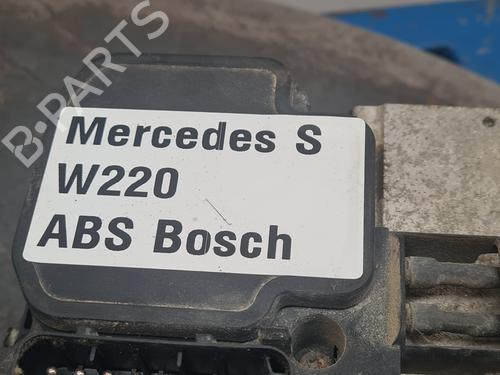 B-PARTS
Mercedes S
W220
ABS Bosch